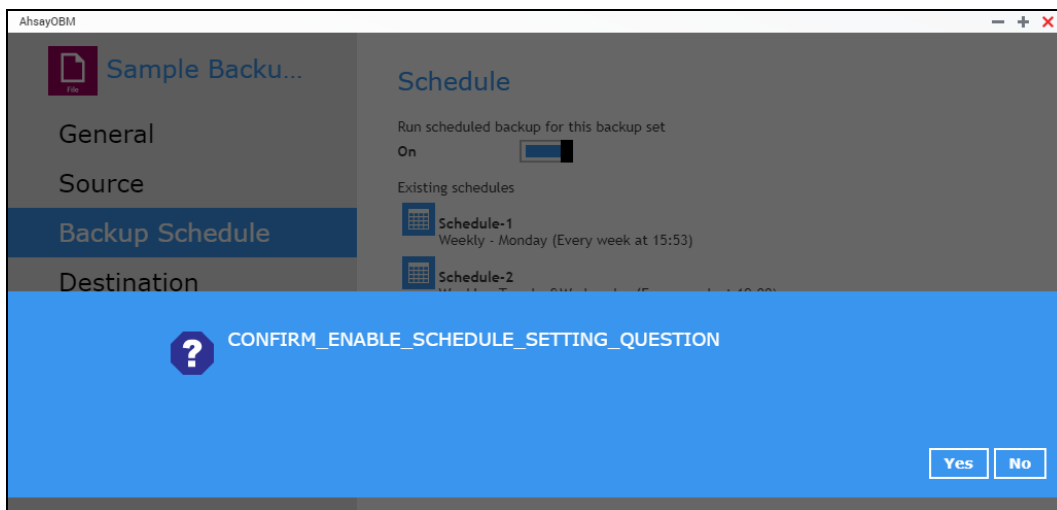 AhsayOBM
Sample Backu...
File
General
Source
Backup Schedule
Destination
Schedule
Run scheduled backup for this backup set
On
Existing schedules
Schedule-1
Weekly - Monday (Every week at 15:53)
Schedule-2
CONFIRM_ENABLE_SCHEDULE_SETTING_QUESTION
Yes
No